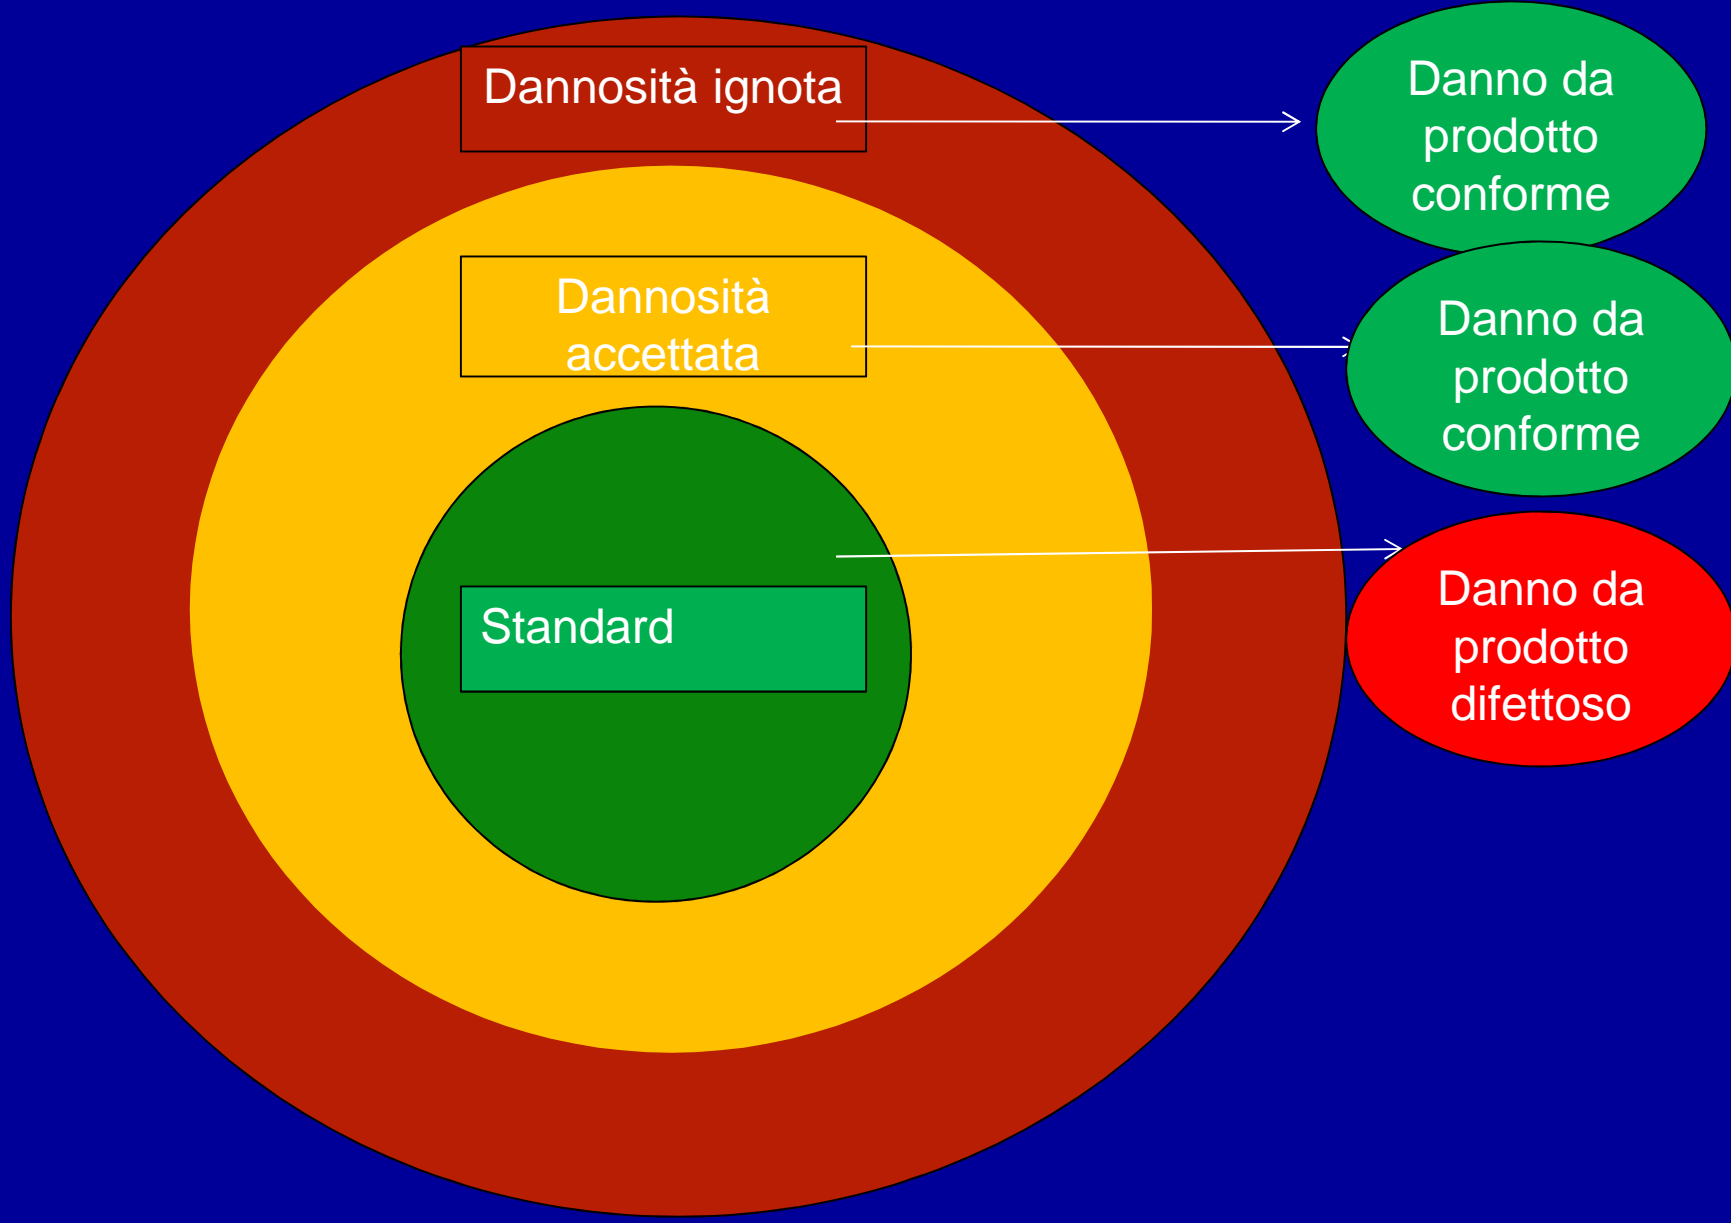 Dannosità ignota
Danno da
prodotto
conforme
Dannosità
accettata
Danno da
prodotto
conforme
Standard
Danno da
prodotto
difettoso